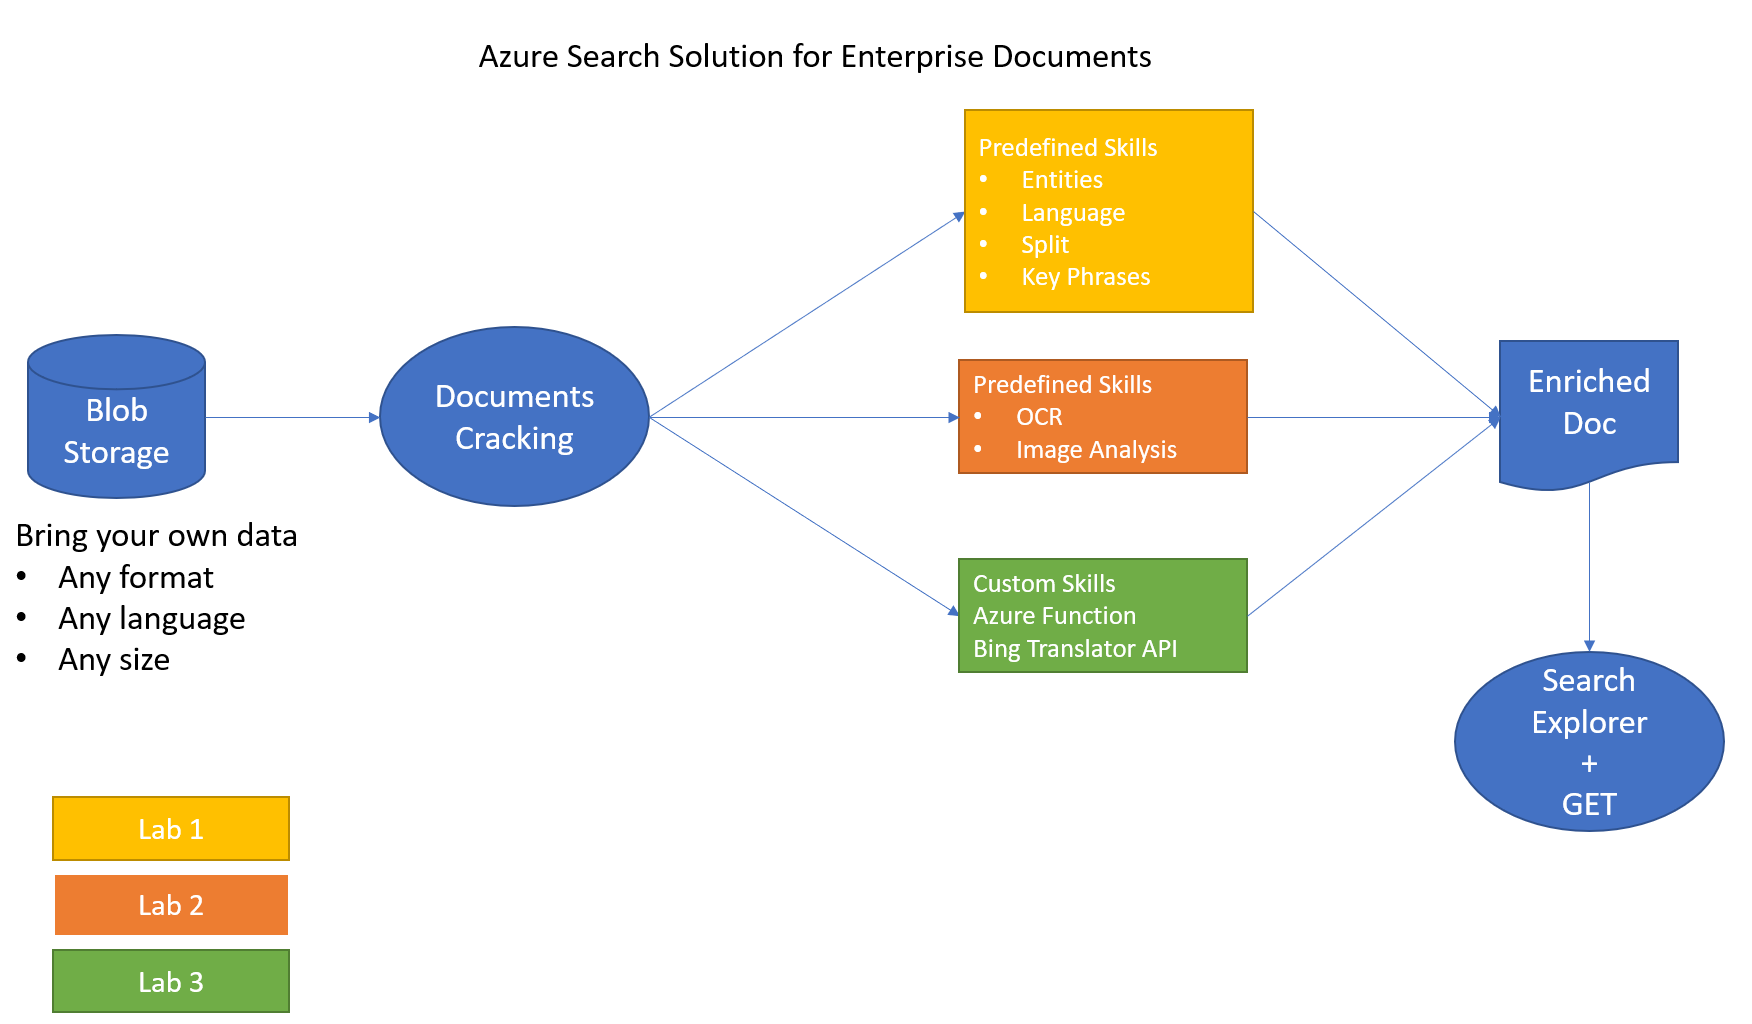 Azure Search Solution for Enterprise Documents
Blob
Storage
Bring your own data
• Any format
• Any language
• Any size
Documents
Cracking
Predefined Skills
• Entities
• Language
• Split
• Key Phrases
Predefined Skills
• OCR
• Image Analysis
Custom Skills
Azure Function
Bing Translator API
Enriched
Doc
Search
Explorer
+
GET
Lab 1
Lab 2
Lab 3